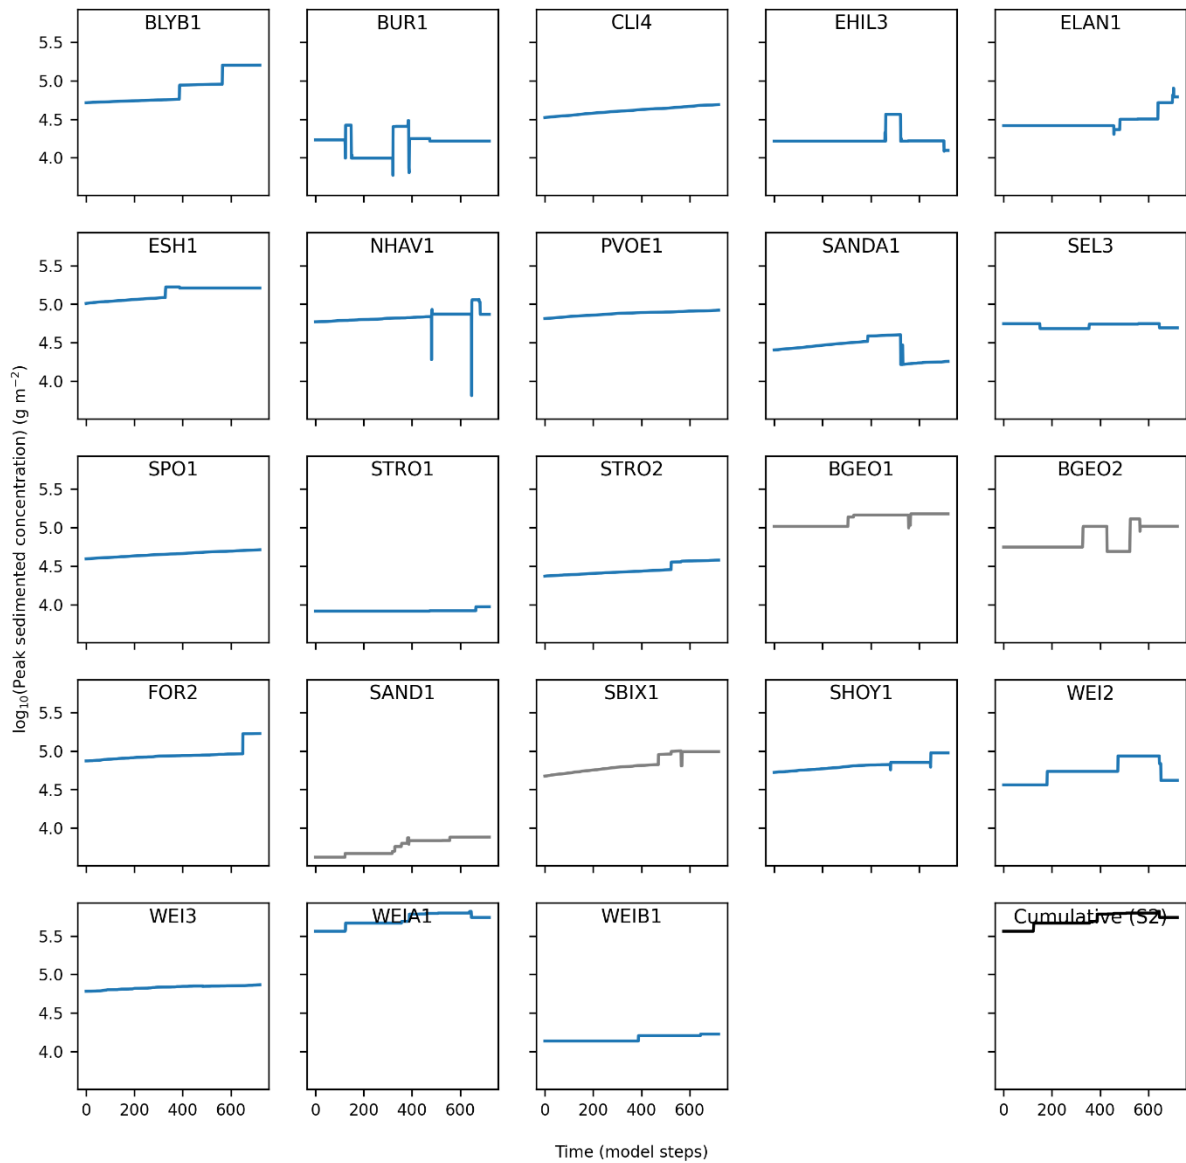 BLYB1 BUR1 CLI4 EHIL3 ELAN1
5.5
5.0
4.5
4.0
ESH1 NHAV1 PVOE1 SANDA1 SEL3
5.5
5.0
4.5
4.0
SPO1 STRO1 STRO2 BGEO1 BGEO2
5.5
5.0
4.5
4.0
log10(Peak sedimented concentration) (g m−2)
FOR2 SAND1 SBIX1 SHOY1 WEI2
5.5
5.0
4.5
4.0
WEI3 WEIA1 WEIB1 Cumulative (S2)
5.5
5.0
4.5
4.0
0 200 400 600 0 200 400 600 0 200 400 600 0 200 400 600
Time (model steps)